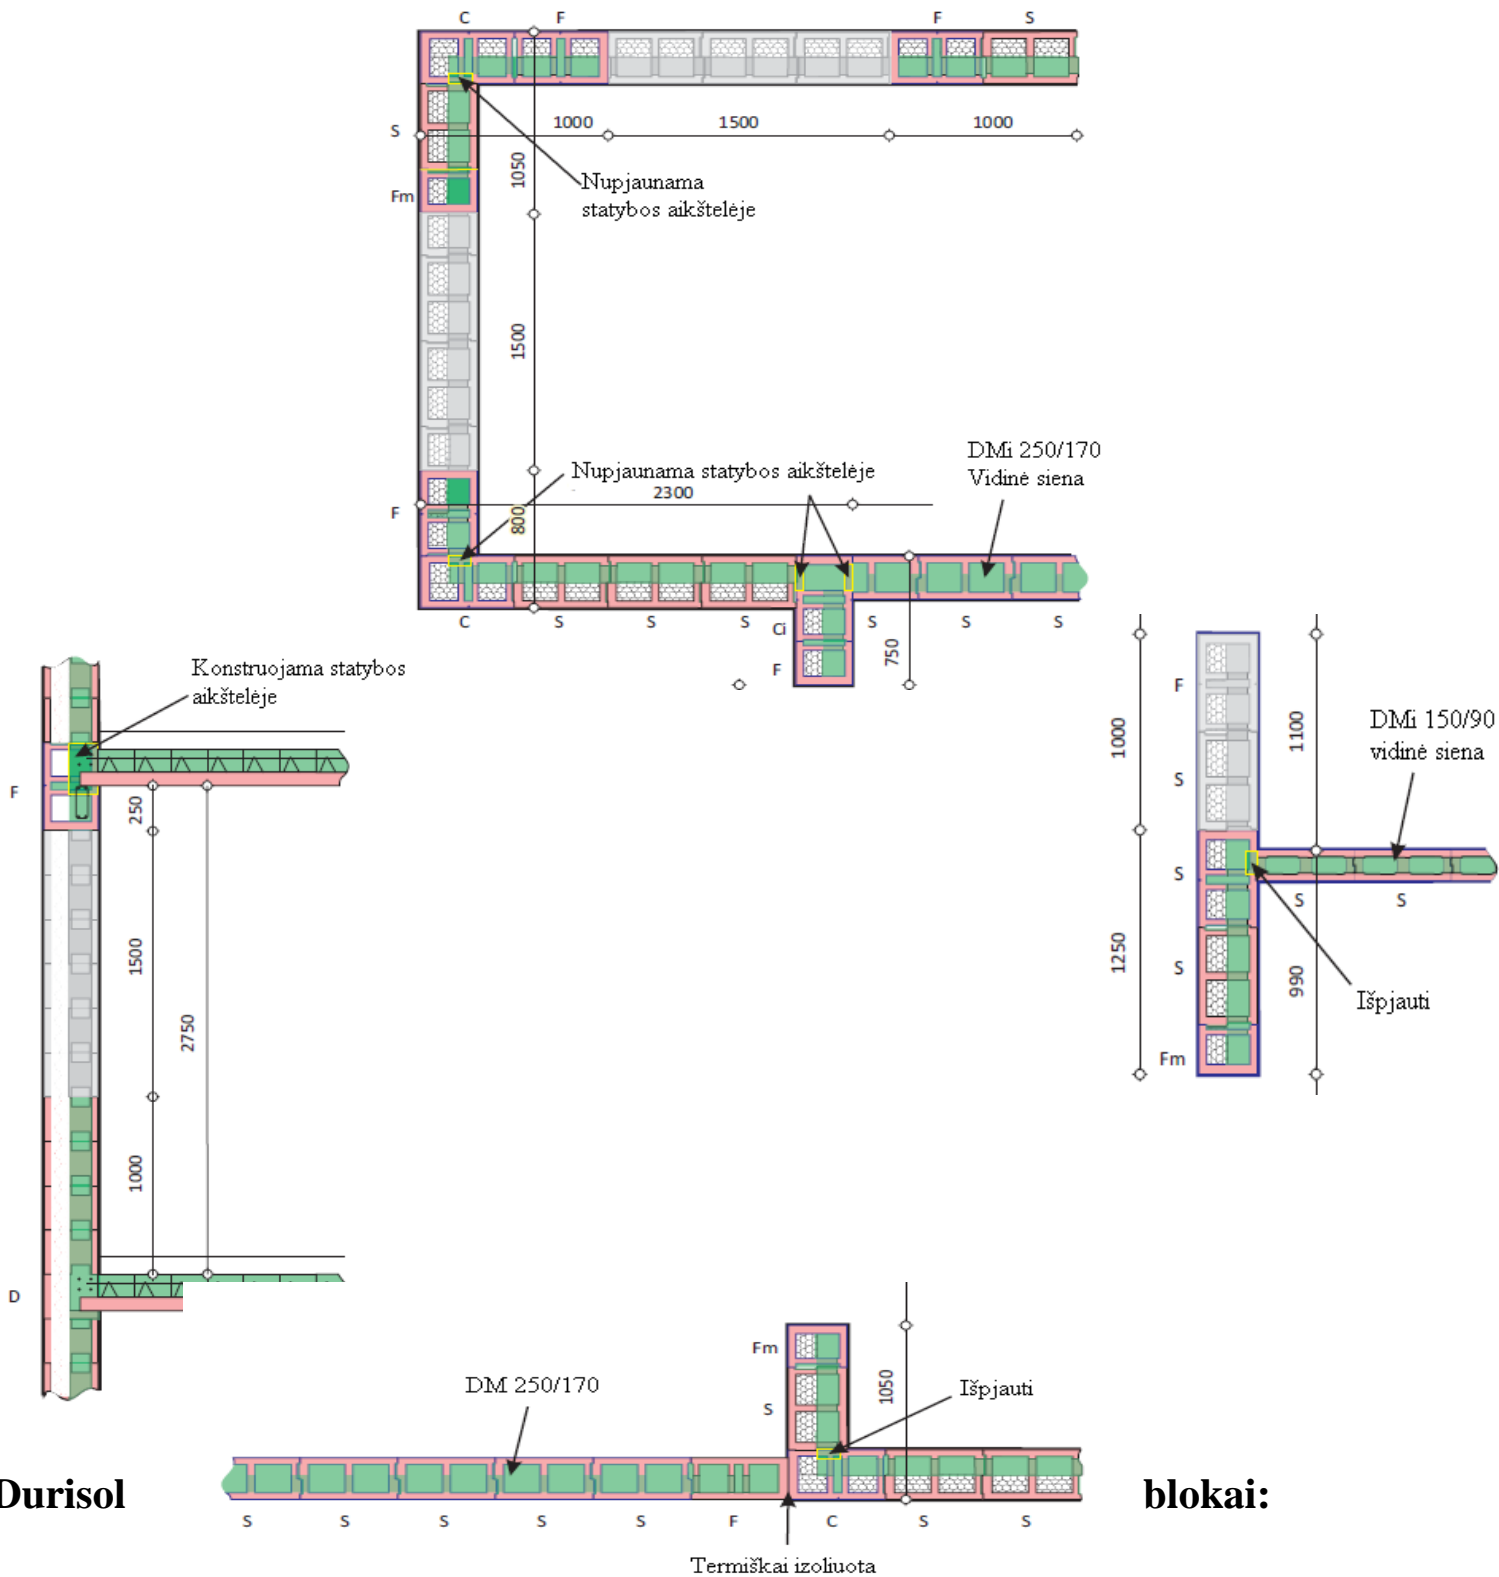 C
F
F
S
1000
1500
1000
S
1050
Fm
Nupjaunama
statybos aikštelėje
1500
DMi 250/170
Vidinė siena
Nupjaunama statybos aikštelėje
2300
F
800
C
S
S
S
Ci
F
S
S
S
750
Konstruojama statybos
aikštelėje
F
250
1500
2750
1000
D
F
1000
1100
S
DMi 150/90
vidinė siena
S
S
S
1250
S
990
Išpjauti
Fm
Fm
1050
S
DM 250/170
Išpjauti
Durisol
blokai:
S
S
S
S
S
F
C
S
S
Termiškai izoliuota